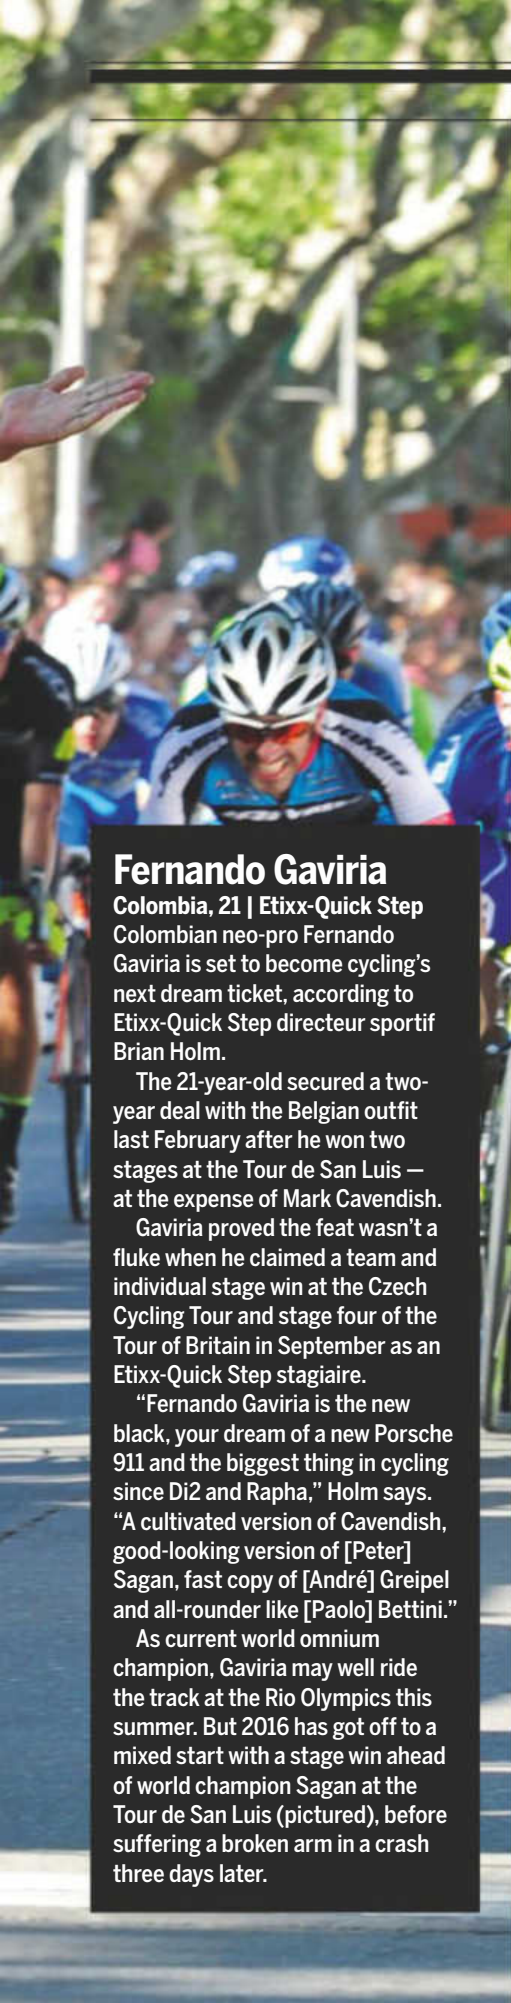 KIMIS
Fernando Gaviria
Colombia, 21 | Etixx-Quick Step
Colombian neo-pro Fernando
Gaviria is set to become cycling’s
next dream ticket, according to
Etixx-Quick Step directeur sportif
Brian Holm.
The 21-year-old secured a two-
year deal with the Belgian outfit
last February after he won two
stages at the Tour de San Luis —
at the expense of Mark Cavendish.
Gaviria proved the feat wasn’t a
fluke when he claimed a team and
individual stage win at the Czech
Cycling Tour and stage four of the
Tour of Britain in September as an
Etixx-Quick Step stagiaire.
“Fernando Gaviria is the new
black, your dream of a new Porsche
911 and the biggest thing in cycling
since Di2 and Rapha,” Holm says.
“A cultivated version of Cavendish,
good-looking version of [Peter]
Sagan, fast copy of [André] Greipel
and all-rounder like [Paolo] Bettini.”
As current world omnium
champion, Gaviria may well ride
the track at the Rio Olympics this
summer. But 2016 has got off to a
mixed start with a stage win ahead
of world champion Sagan at the
Tour de San Luis (pictured), before
suffering a broken arm in a crash
three days later.